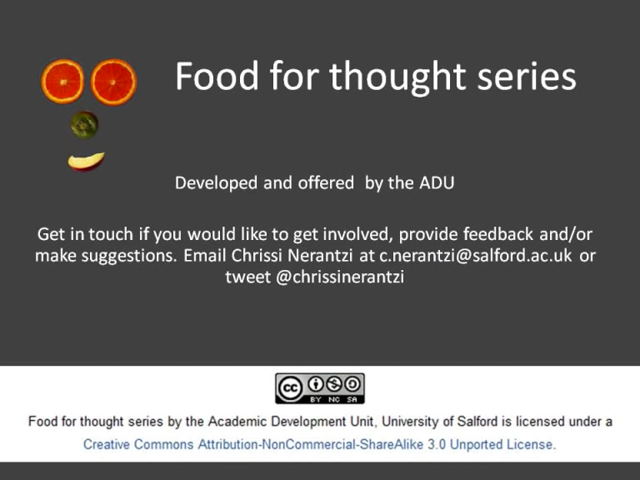 Food for thought series
Developed and offered by the ADU
Get in touch if you would like to get involved, provide feedback and/or
make suggestions. Email Chrissi Nerantzi at c.nerantzi@salford.ac.uk or
tweet @chrissinerantzi
cc
BY NC SA
Food for thought series by the Academic Development Unit, University of Salford is licensed under a
Creative Commons Attribution-NonCommercial-ShareAlike 3.0 Unported License.